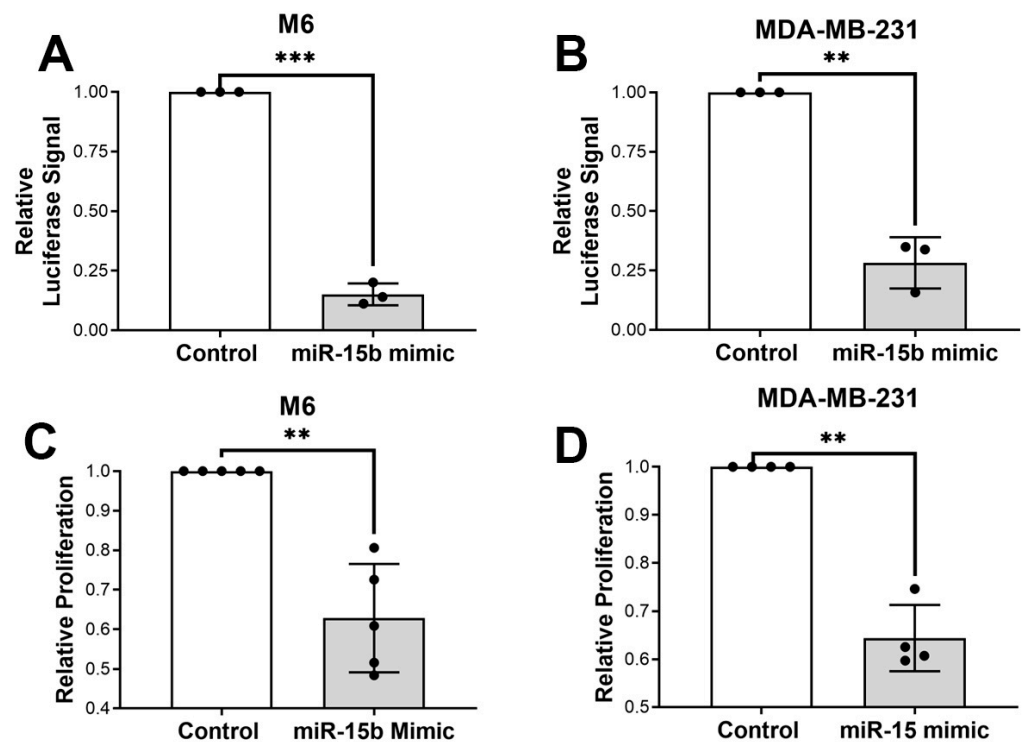 A
M6
***
Relative
Luciferase Signal
1.00
0.75
0.50
0.25
0.00
Control
miR-15b mimic
B
MDA-MB-231
**
Relative
Luciferase Signal
1.00
0.75
0.50
0.25
0.00
Control
miR-15b mimic
C
M6
**
Relative Proliferation
1.0
0.9
0.8
0.7
0.6
0.5
0.4
Control
miR-15b Mimic
D
MDA-MB-231
**
Relative Proliferation
1.0
0.9
0.8
0.7
0.6
0.5
Control
miR-15 mimic